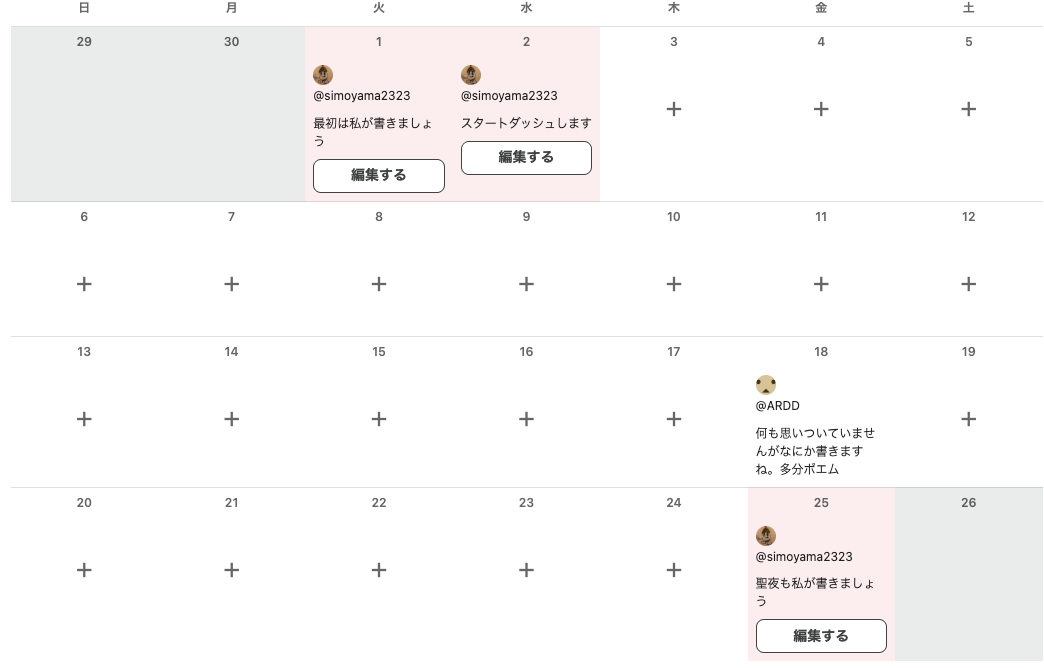 日 月 火 水 木 金 土
29 30 1 2 3 4 5
@simoyama2323
最初は私が書きましょ
う
編集する
@simoyama2323
スタートダッシュします
編集する
+ + +
6 7 8 9 10 11 12
+ + + + + + +
13 14 15 16 17 18 19
+ + + + +
@ARDD
何も思いついていませ
んがなにか書きます
ね。多分ポエム
+
20 21 22 23 24 25 26
+ + + + +
@simoyama2323
聖夜も私が書きましょ
う
編集する